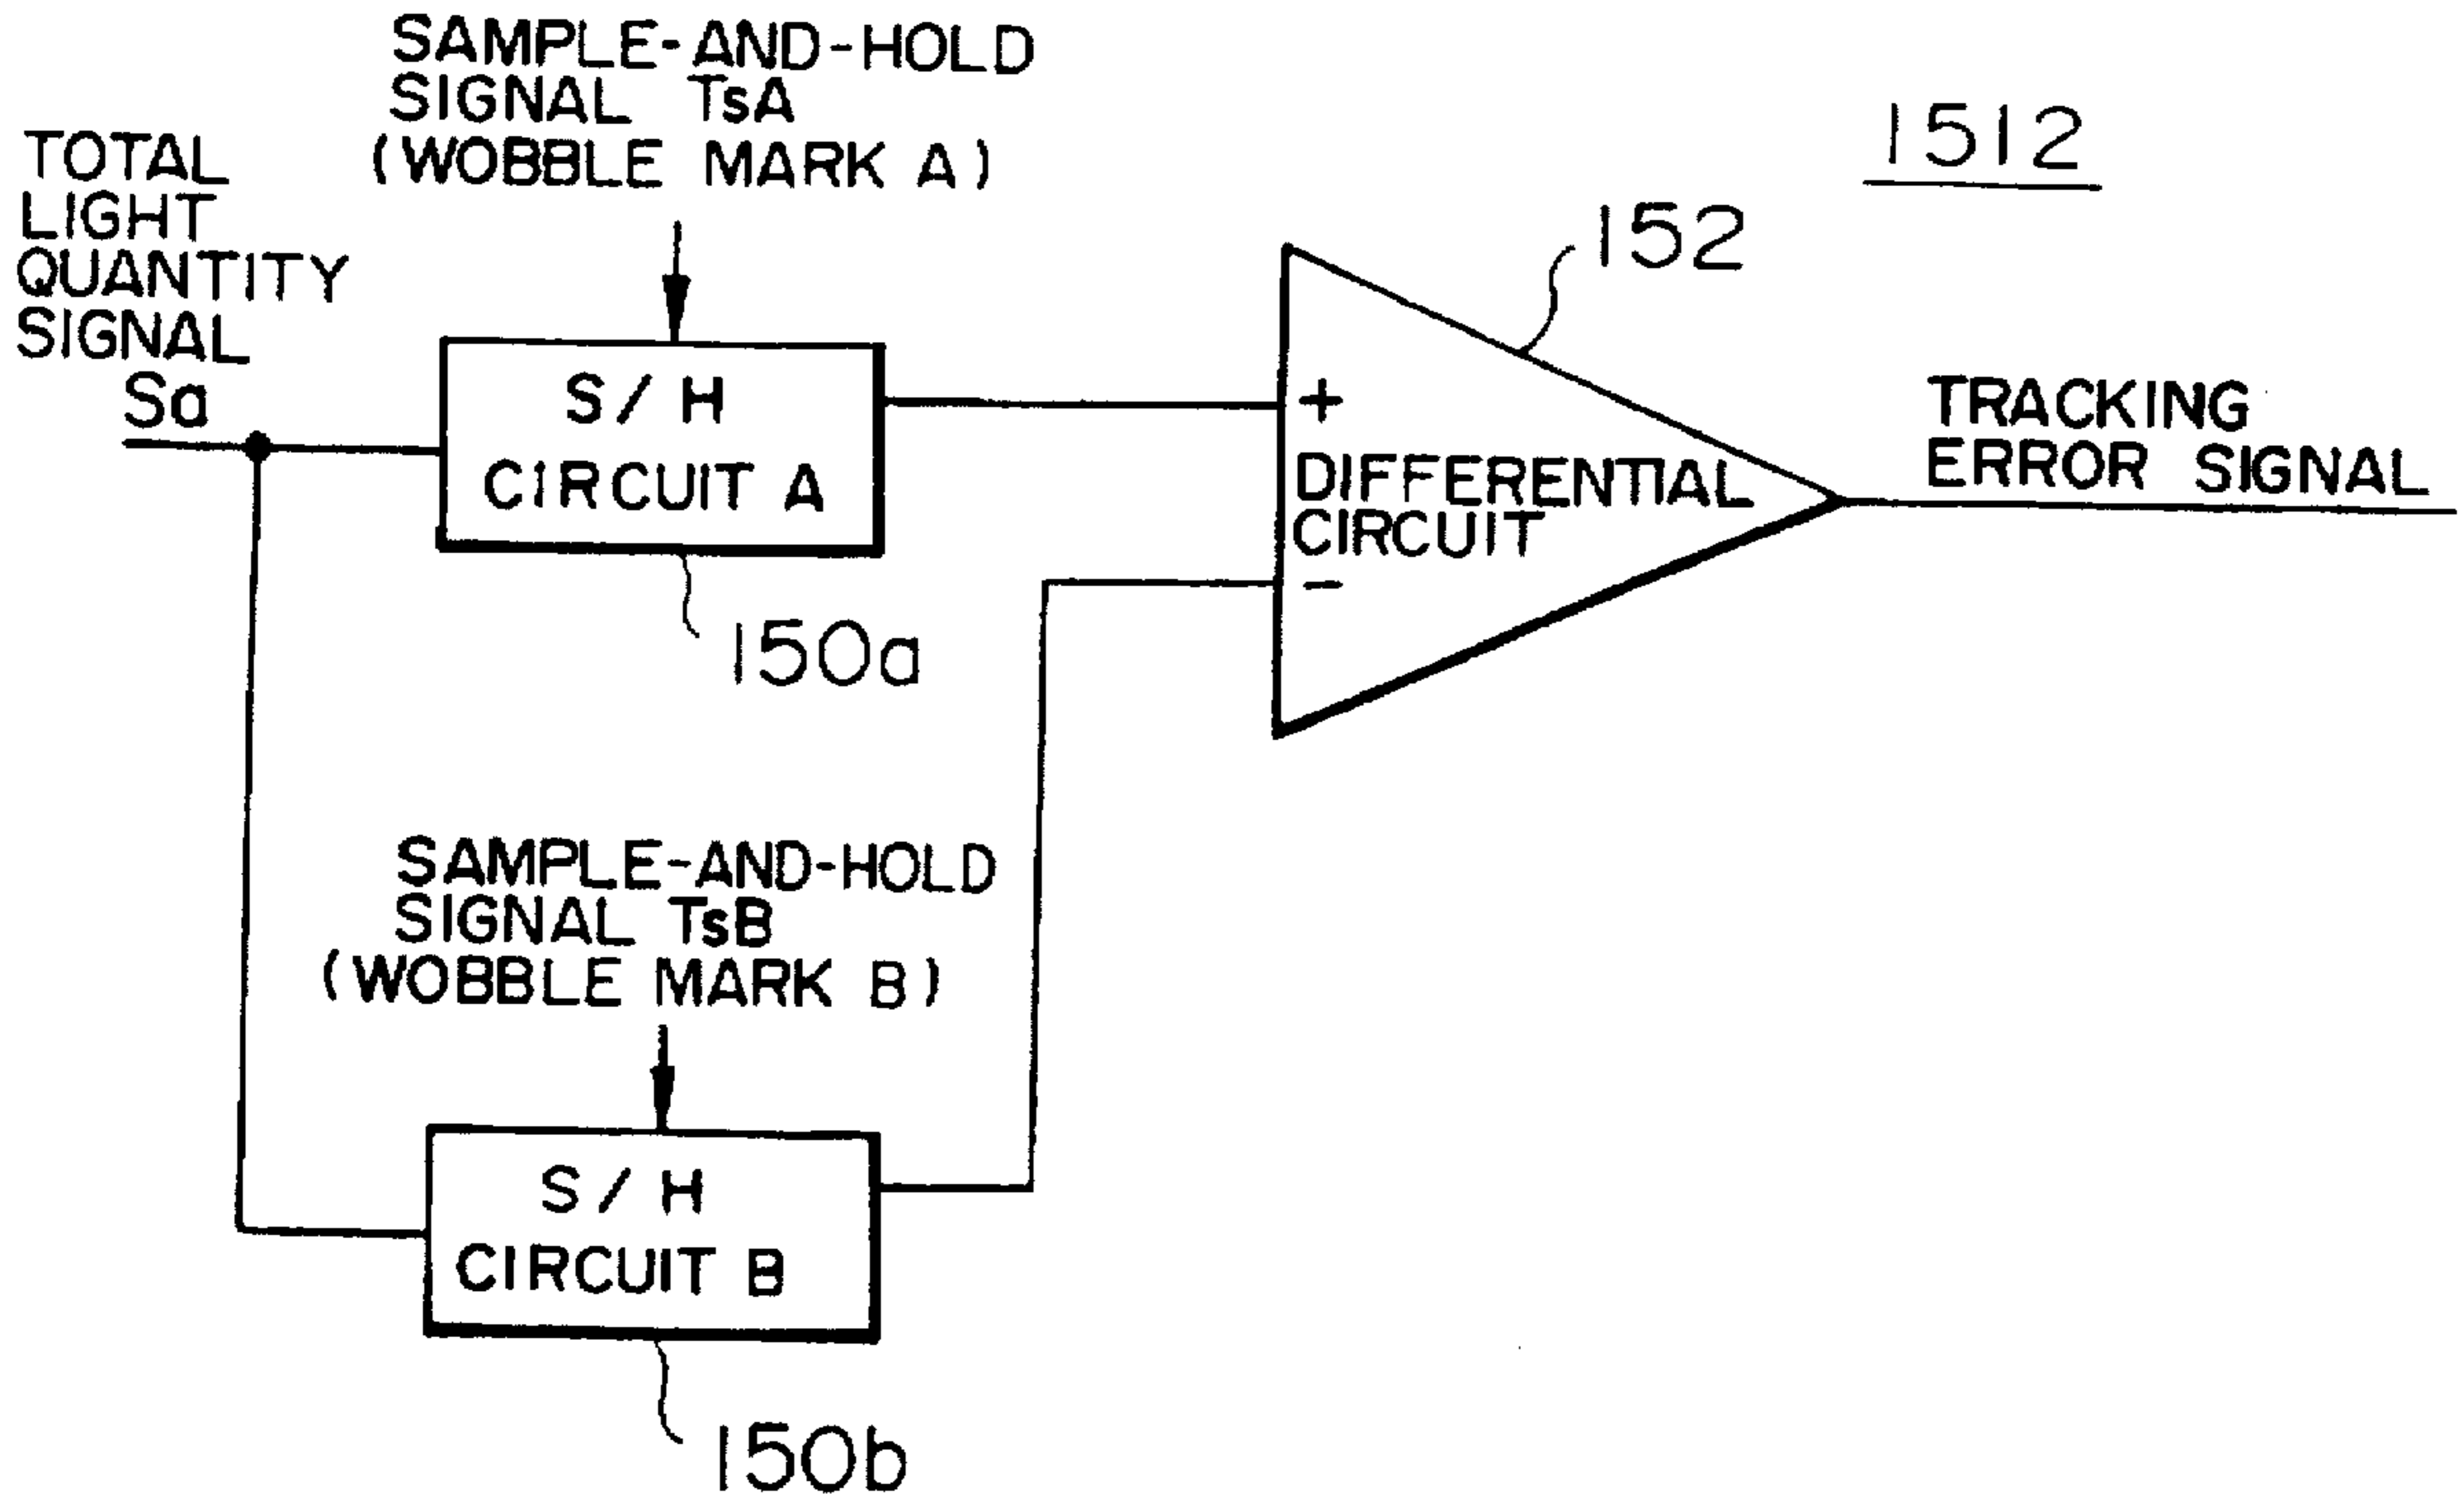 SAMPLE-AND-HOLD
SIGNAL TsA
(WOBBLE MARK A)
1512
TOTAL
LIGHT
QUANTITY
SIGNAL
Sa
152
S/H
CIRCUIT A
+
DIFFERENTIAL
CIRCUIT
-
TRACKING
ERROR SIGNAL
150a
SAMPLE-AND-HOLD
SIGNAL TsB
(WOBBLE MARK B)
S/H
CIRCUIT B
150b